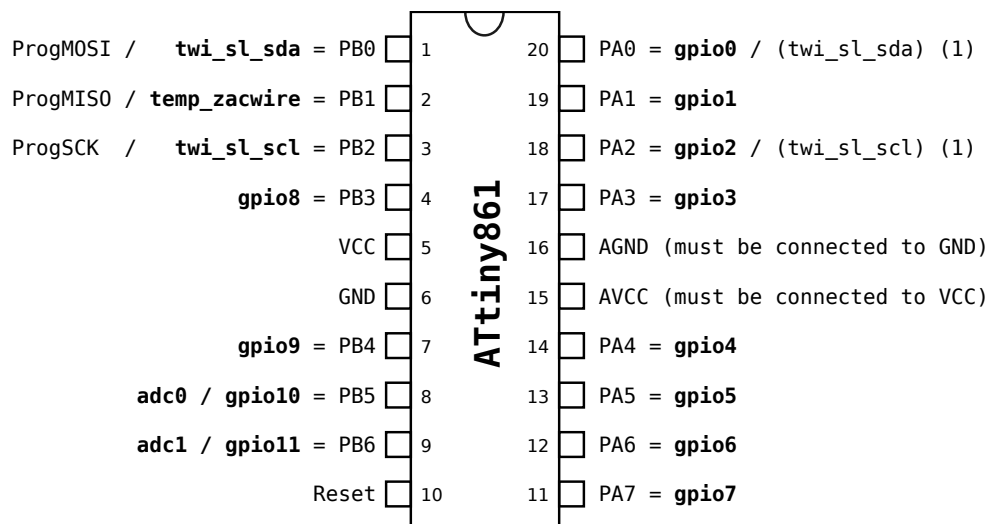 ProgMOSI / twi_sl_sda = PB0 1 20 PA0 = gpio0 / (twi_sl_sda) (1)
ProgMISO / temp_zacwire = PB1 2 19 PA1 = gpio1
ProgSCK / twi_sl_scl = PB2 3 18 PA2 = gpio2 / (twi_sl_scl) (1)
gpio8 = PB3 4 17 PA3 = gpio3
VCC 5 16 AGND (must be connected to GND)
GND 6 15 AVCC (must be connected to VCC)
gpio9 = PB4 7 14 PA4 = gpio4
adc0 / gpio10 = PB5 8 13 PA5 = gpio5
adc1 / gpio11 = PB6 9 12 PA6 = gpio6
Reset 10 11 PA7 = gpio7
ATtiny861